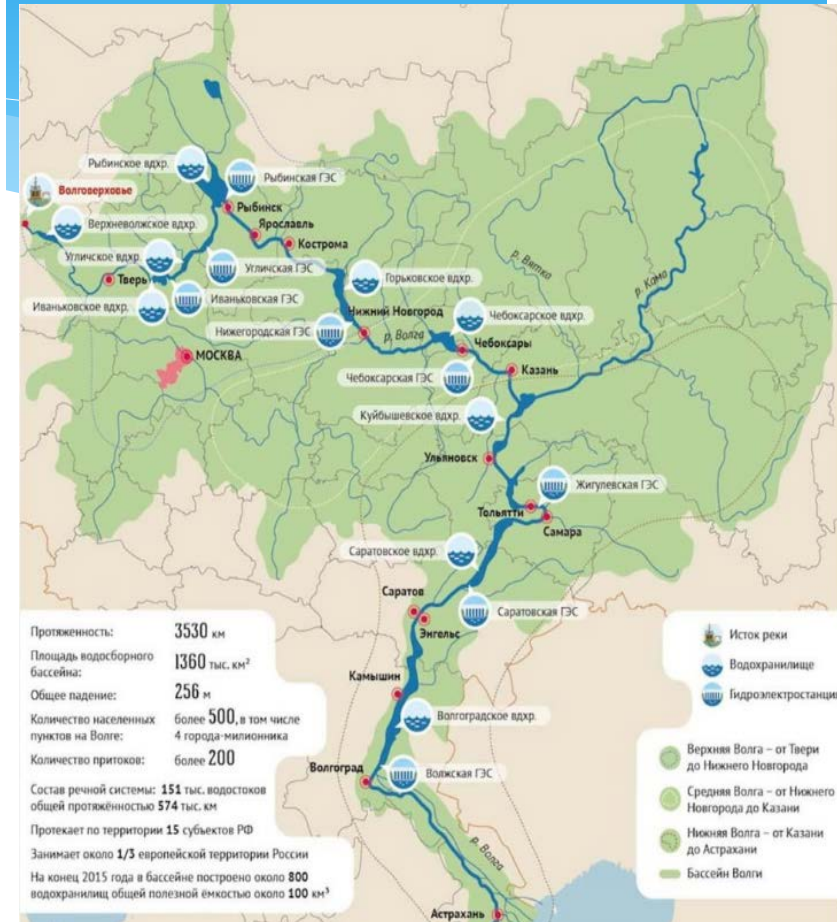 Рыбинское вдхр.
Рыбинская ГЭС
Волговерховье
Рыбинск
Верхневолжское вдхр.
Ярославль
Кострома
Угличское вдхр.
Тверь
Угличская ГЭС
Горьковское вдхр.
Иваньковское вдхр.
Иваньковская ГЭС
р. Вятка
р. Кама
Нижний Новгород
Чебоксарское вдхр.
Нижегородская ГЭС
р. Волга
Чебоксары
МОСКВА
Казань
Чебоксарская ГЭС
Куйбышевское вдхр.
Ульяновск
Жигулевская ГЭС
Тольятти
Самара
Саратовское вдхр.
Саратов
Саратовская ГЭС
Энгельс
Камышин
Волгоградское вдхр.
Волгоград
Волжская ГЭС
р. Волга
Астрахань
Протяженность: 3530 км
Площадь водосборного
бассейна: 1360 тыс. км²
Общее падение: 256 м
Количество населенных
пунктов на Волге: более 500, в том числе
4 города-милионника
Количество притоков: более 200
Состав речной системы: 151 тыс. водостоков
общей протяжённостью 574 тыс. км
Протекает по территории 15 субъектов РФ
Занимает около 1/3 европейской территории России
На конец 2015 года в бассейне построено около 800
водохранилищ общей полезной ёмкостью около 100 км³
Исток реки
Водохранилище
Гидроэлектростанци
Верхняя Волга – от Твери
до Нижнего Новгорода
Средняя Волга – от Нижнего
Новгорода до Казани
Нижняя Волга – от Казани
до Астрахани
Бассейн Волги